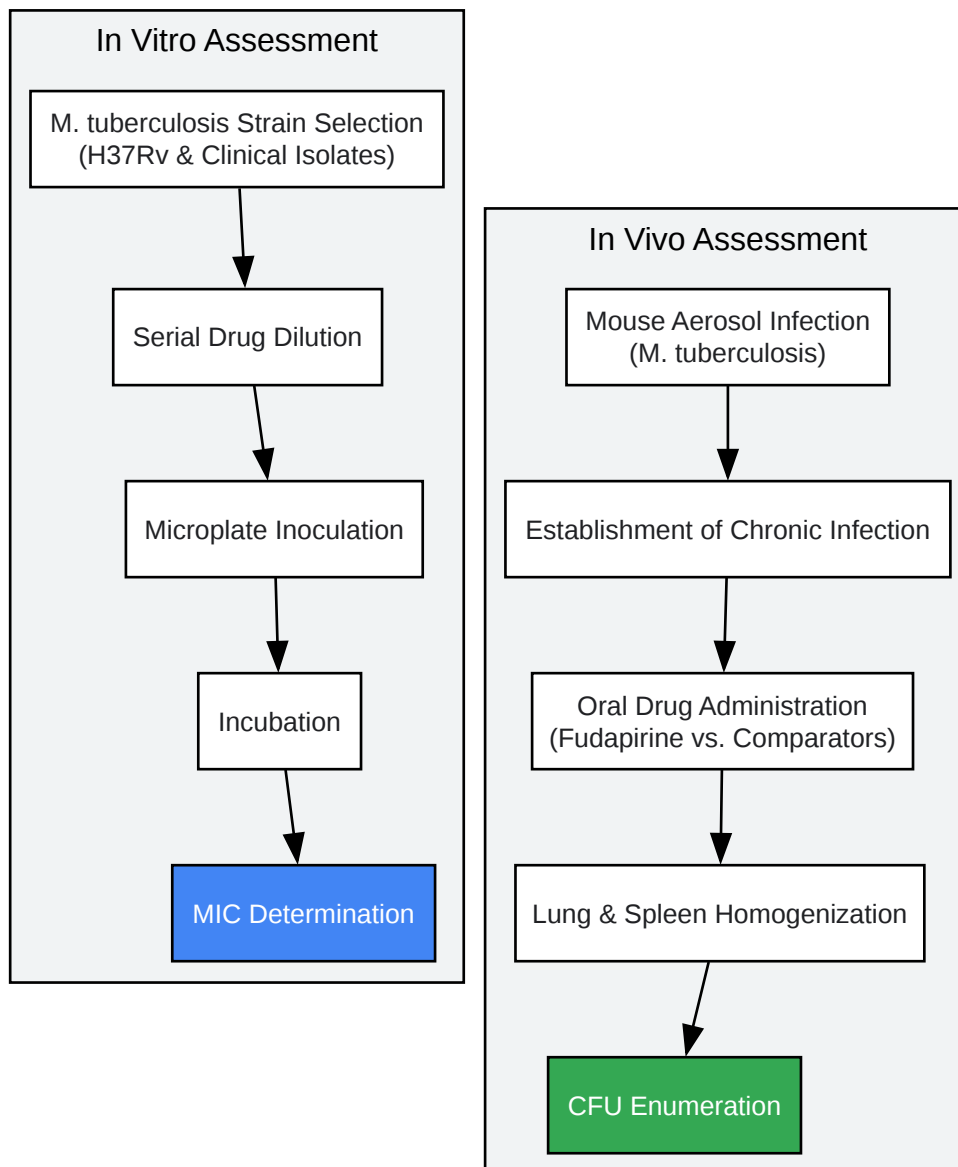 In Vitro Assessment
M. tuberculosis Strain Selection
(H37Rv & Clinical Isolates)
Serial Drug Dilution
Microplate Inoculation
Incubation
MIC Determination
In Vivo Assessment
Mouse Aerosol Infection
(M. tuberculosis)
Establishment of Chronic Infection
Oral Drug Administration
(Fudapirine vs. Comparators)
Lung & Spleen Homogenization
CFU Enumeration